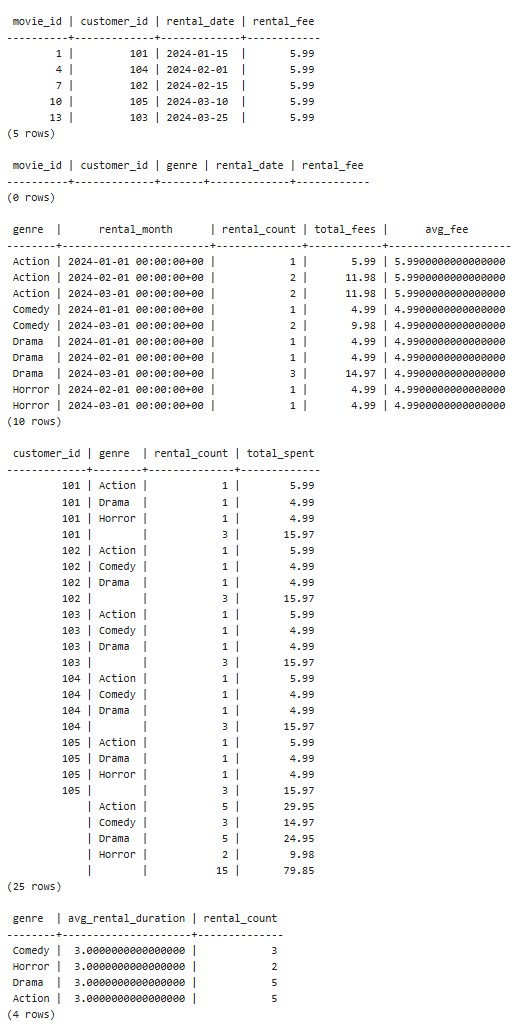 movie_id | customer_id | rental_date | rental_fee
----------+-------------+-------------+------------
        1 |         101 | 2024-01-15  |       5.99
        4 |         104 | 2024-02-01  |       5.99
        7 |         102 | 2024-02-15  |       5.99
       10 |         105 | 2024-03-10  |       5.99
       13 |         103 | 2024-03-25  |       5.99
(5 rows)

 movie_id | customer_id | genre | rental_date | rental_fee
----------+-------------+-------+-------------+------------
(0 rows)

 genre  |      rental_month      | rental_count | total_fees |      avg_fee
--------+------------------------+--------------+------------+--------------------
 Action | 2024-01-01 00:00:00+00 |            1 |       5.99 | 5.9900000000000000
 Action | 2024-02-01 00:00:00+00 |            2 |      11.98 | 5.9900000000000000
 Action | 2024-03-01 00:00:00+00 |            2 |      11.98 | 5.9900000000000000
 Comedy | 2024-01-01 00:00:00+00 |            1 |       4.99 | 4.9900000000000000
 Comedy | 2024-03-01 00:00:00+00 |            2 |       9.98 | 4.9900000000000000
 Drama  | 2024-01-01 00:00:00+00 |            1 |       4.99 | 4.9900000000000000
 Drama  | 2024-02-01 00:00:00+00 |            1 |       4.99 | 4.9900000000000000
 Drama  | 2024-03-01 00:00:00+00 |            3 |      14.97 | 4.9900000000000000
 Horror | 2024-02-01 00:00:00+00 |            1 |       4.99 | 4.9900000000000000
 Horror | 2024-03-01 00:00:00+00 |            1 |       4.99 | 4.9900000000000000
(10 rows)

 customer_id | genre  | rental_count | total_spent
-------------+--------+--------------+-------------
         101 | Action |            1 |        5.99
         101 | Drama  |            1 |        4.99
         101 | Horror |            1 |        4.99
         101 |        |            3 |       15.97
         102 | Action |            1 |        5.99
         102 | Comedy |            1 |        4.99
         102 | Drama  |            1 |        4.99
         102 |        |            3 |       15.97
         103 | Action |            1 |        5.99
         103 | Comedy |            1 |        4.99
         103 | Drama  |            1 |        4.99
         103 |        |            3 |       15.97
         104 | Action |            1 |        5.99
         104 | Comedy |            1 |        4.99
         104 | Drama  |            1 |        4.99
         104 |        |            3 |       15.97
         105 | Action |            1 |        5.99
         105 | Drama  |            1 |        4.99
         105 | Horror |            1 |        4.99
         105 |        |            3 |       15.97
             | Action |            5 |       29.95
             | Comedy |            3 |       14.97
             | Drama  |            5 |       24.95
             | Horror |            2 |        9.98
             |        |           15 |       79.85
(25 rows)

 genre  | avg_rental_duration | rental_count
--------+---------------------+--------------
 Comedy |  3.0000000000000000 |            3
 Horror |  3.0000000000000000 |            2
 Drama  |  3.0000000000000000 |            5
 Action |  3.0000000000000000 |            5
(4 rows)